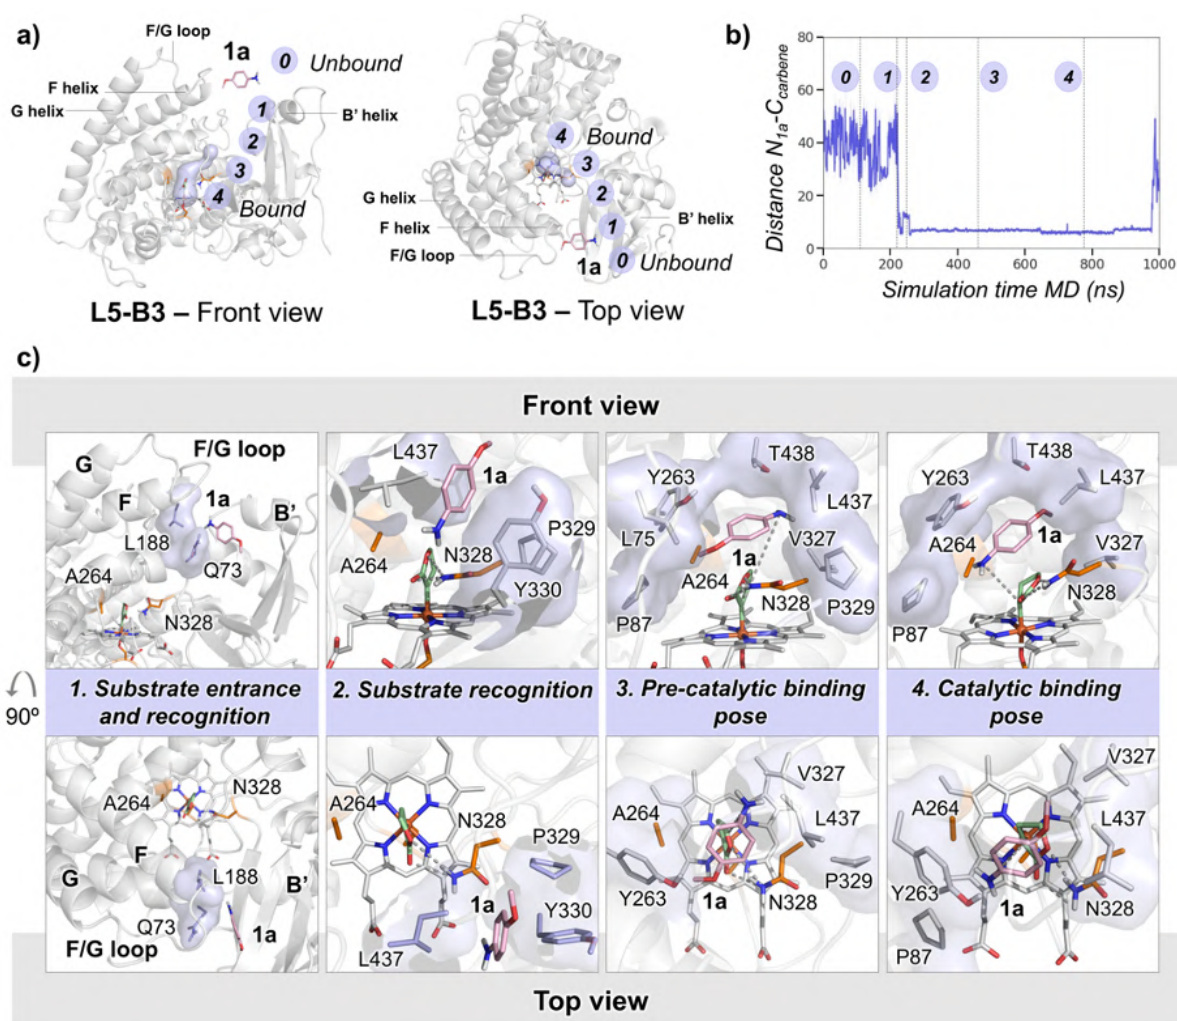 a)
F/G loop
1a
0 Unbound
F helix
G helix
1
B' helix
2
3
4
Bound
L5-B3 – Front view
4 Bound
3
2
G helix
F helix
1
B' helix
F/G loop
1a
0 Unbound
L5-B3 – Top view
b)
Distance N1a-Ccarbene
80
60
40
20
0
0
1
2
3
4
0
200
400
600
800
1000
Simulation time MD (ns)
c)
Front view
F/G loop
G
F
1a
B'
L188
Q73
A264
N328
L437
1a
P329
A264
N328
Y330
T438
Y263
L437
L75
V327
1a
A264
N328
P329
P87
T438
Y263
L437
1a
A264
V327
N328
P87
90º
1. Substrate entrance
and recognition
2. Substrate recognition
3. Pre-catalytic binding
pose
4. Catalytic binding
pose
N328
A264
F
L188
G
B'
Q73
1a
F/G loop
A264
N328
P329
1a
Y330
L437
V327
A264
L437
Y263
P329
1a
N328
V327
A264
L437
Y263
1a
N328
P87
Top view